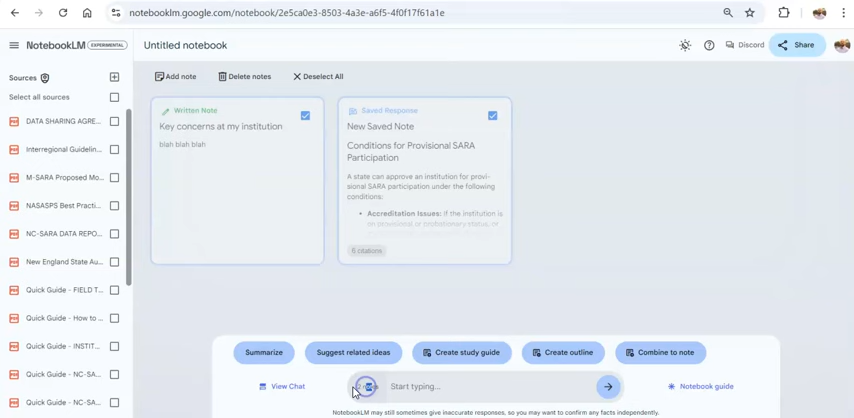 notebooklm.google.com/notebook/2e5ca0e3-8503-4a3e-a6f5-4f0f17f61a1e
NotebookLM EXPERIMENTAL
Untitled notebook
Discord
Share
Sources
Select all sources
DATA SHARING AGRE...
Interregional Guidelin...
M-SARA Proposed Mo...
NASASPS Best Practi...
NC-SARA DATA REPO...
New England State Au...
Quick Guide - FIELD T...
Quick Guide - How to ...
Quick Guide - INSTIT...
Quick Guide - NC-SA...
Quick Guide - NC-SA...
Add note
Delete notes
Deselect All
Written Note
Key concerns at my institution
blah blah blah
Saved Response
New Saved Note
Conditions for Provisional SARA
Participation
A state can approve an institution for provi-
sional SARA participation under the following
conditions:
• Accreditation Issues: If the institution is
on provisional or probationary status, or
6 citations
Summarize
Suggest related ideas
Create study guide
Create outline
Combine to note
View Chat
Start typing...
Notebook guide
NotebookLM may still sometimes give inaccurate responses, so you may want to confirm any facts independently.